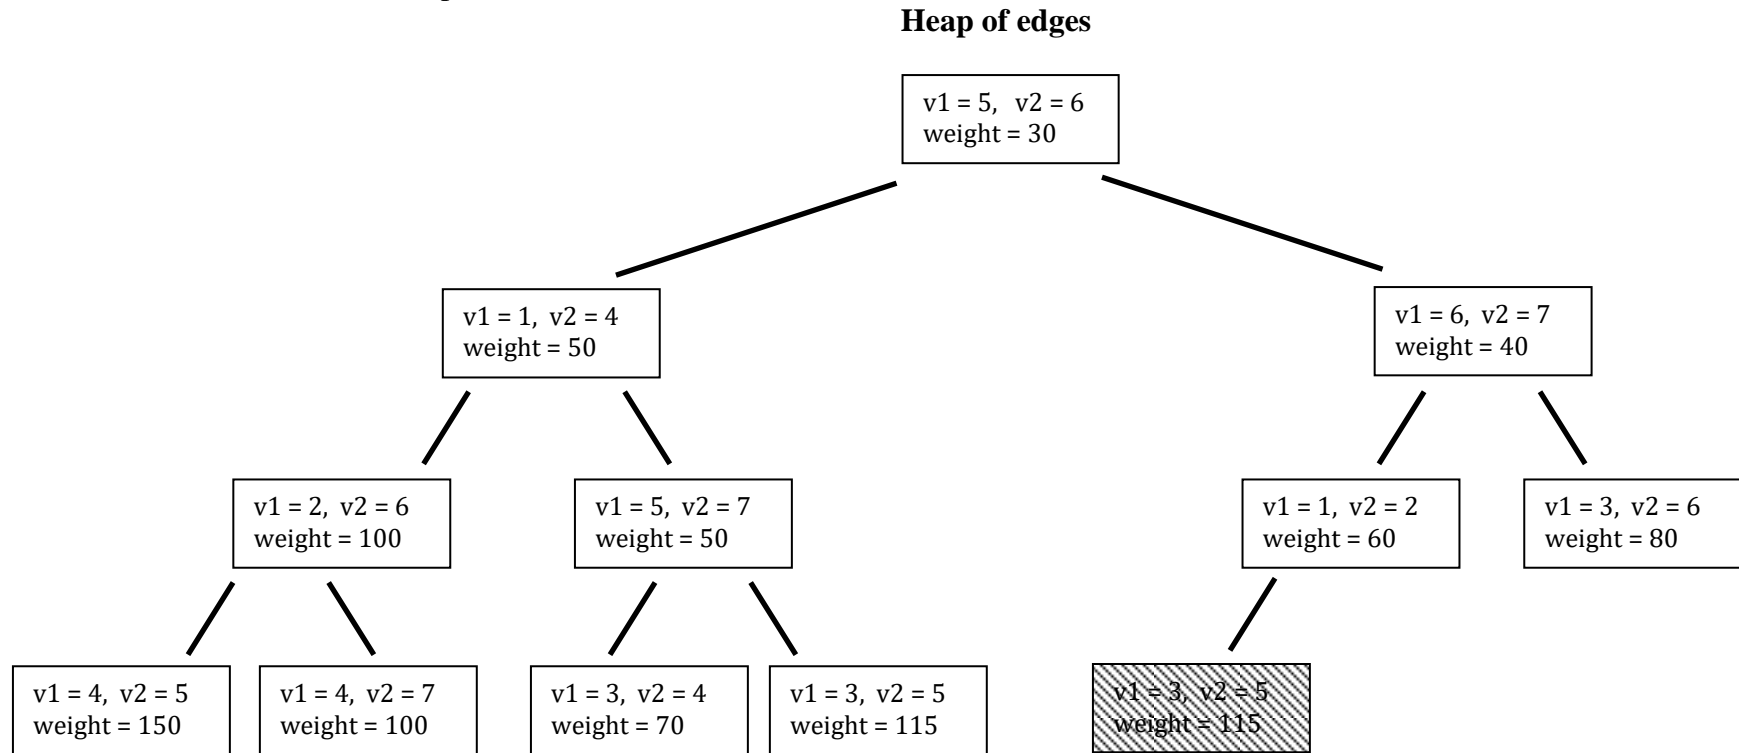 Heap of edges
v1 = 5, v2 = 6
weight = 30
v1 = 1, v2 = 4
weight = 50
v1 = 6, v2 = 7
weight = 40
v1 = 2, v2 = 6
weight = 100
v1 = 5, v2 = 7
weight = 50
v1 = 1, v2 = 2
weight = 60
v1 = 3, v2 = 6
weight = 80
v1 = 4, v2 = 5
weight = 150
v1 = 4, v2 = 7
weight = 100
v1 = 3, v2 = 4
weight = 70
v1 = 3, v2 = 5
weight = 115
v1 = 3, v2 = 5
weight = 115